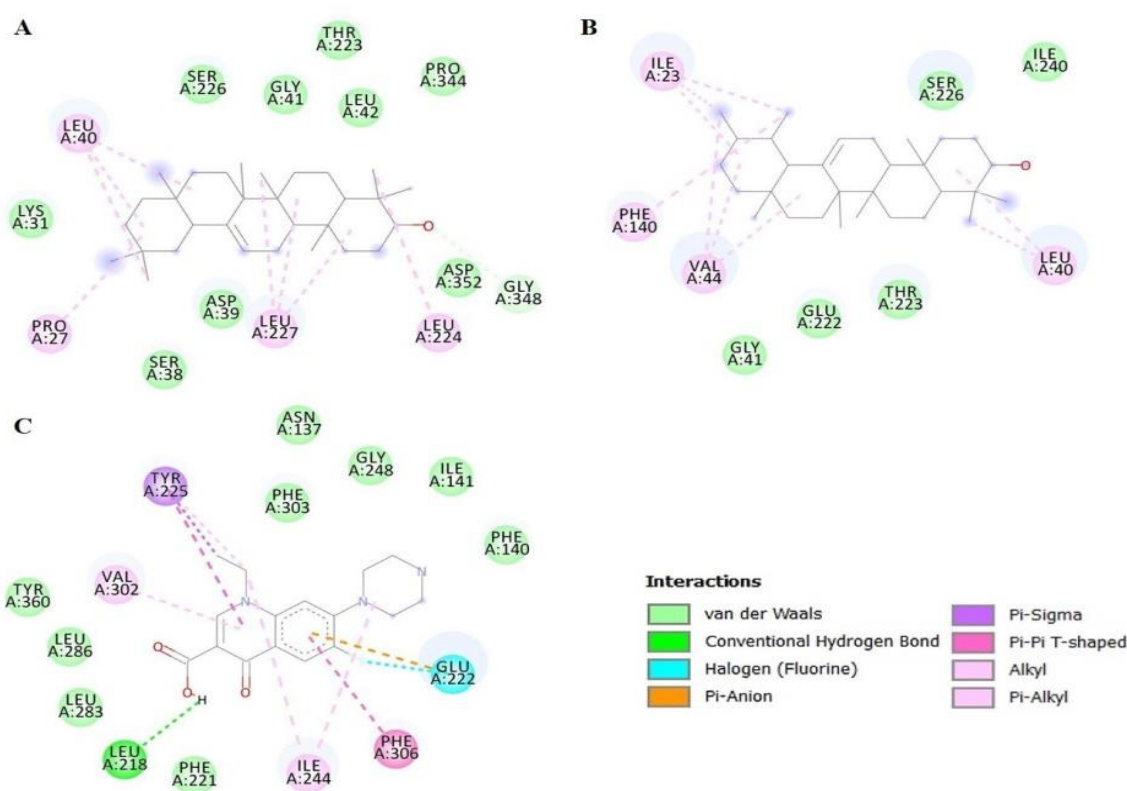 A
THR
A:223
SER
A:226
GLY
A:41
LEU
A:42
PRO
A:344
LEU
A:40
LYS
A:31
O
PRO
A:27
ASP
A:39
LEU
A:227
ASP
A:352
GLY
A:348
LEU
A:224
SER
A:38
B
ILE
A:23
SER
A:226
ILE
A:240
O
PHE
A:140
VAL
A:44
LEU
A:40
GLU
A:222
THR
A:223
GLY
A:41
C
ASN
A:137
TYR
A:225
GLY
A:248
ILE
A:141
PHE
A:303
PHE
A:140
VAL
A:302
TYR
A:360
N
N
N
LEU
A:286
O
O
H
O
GLU
A:222
LEU
A:283
LEU
A:218
PHE
A:221
ILE
A:244
PHE
A:306
Interactions
van der Waals
Conventional Hydrogen Bond
Halogen (Fluorine)
Pi-Anion
Pi-Sigma
Pi-Pi T-shaped
Alkyl
Pi-Alkyl